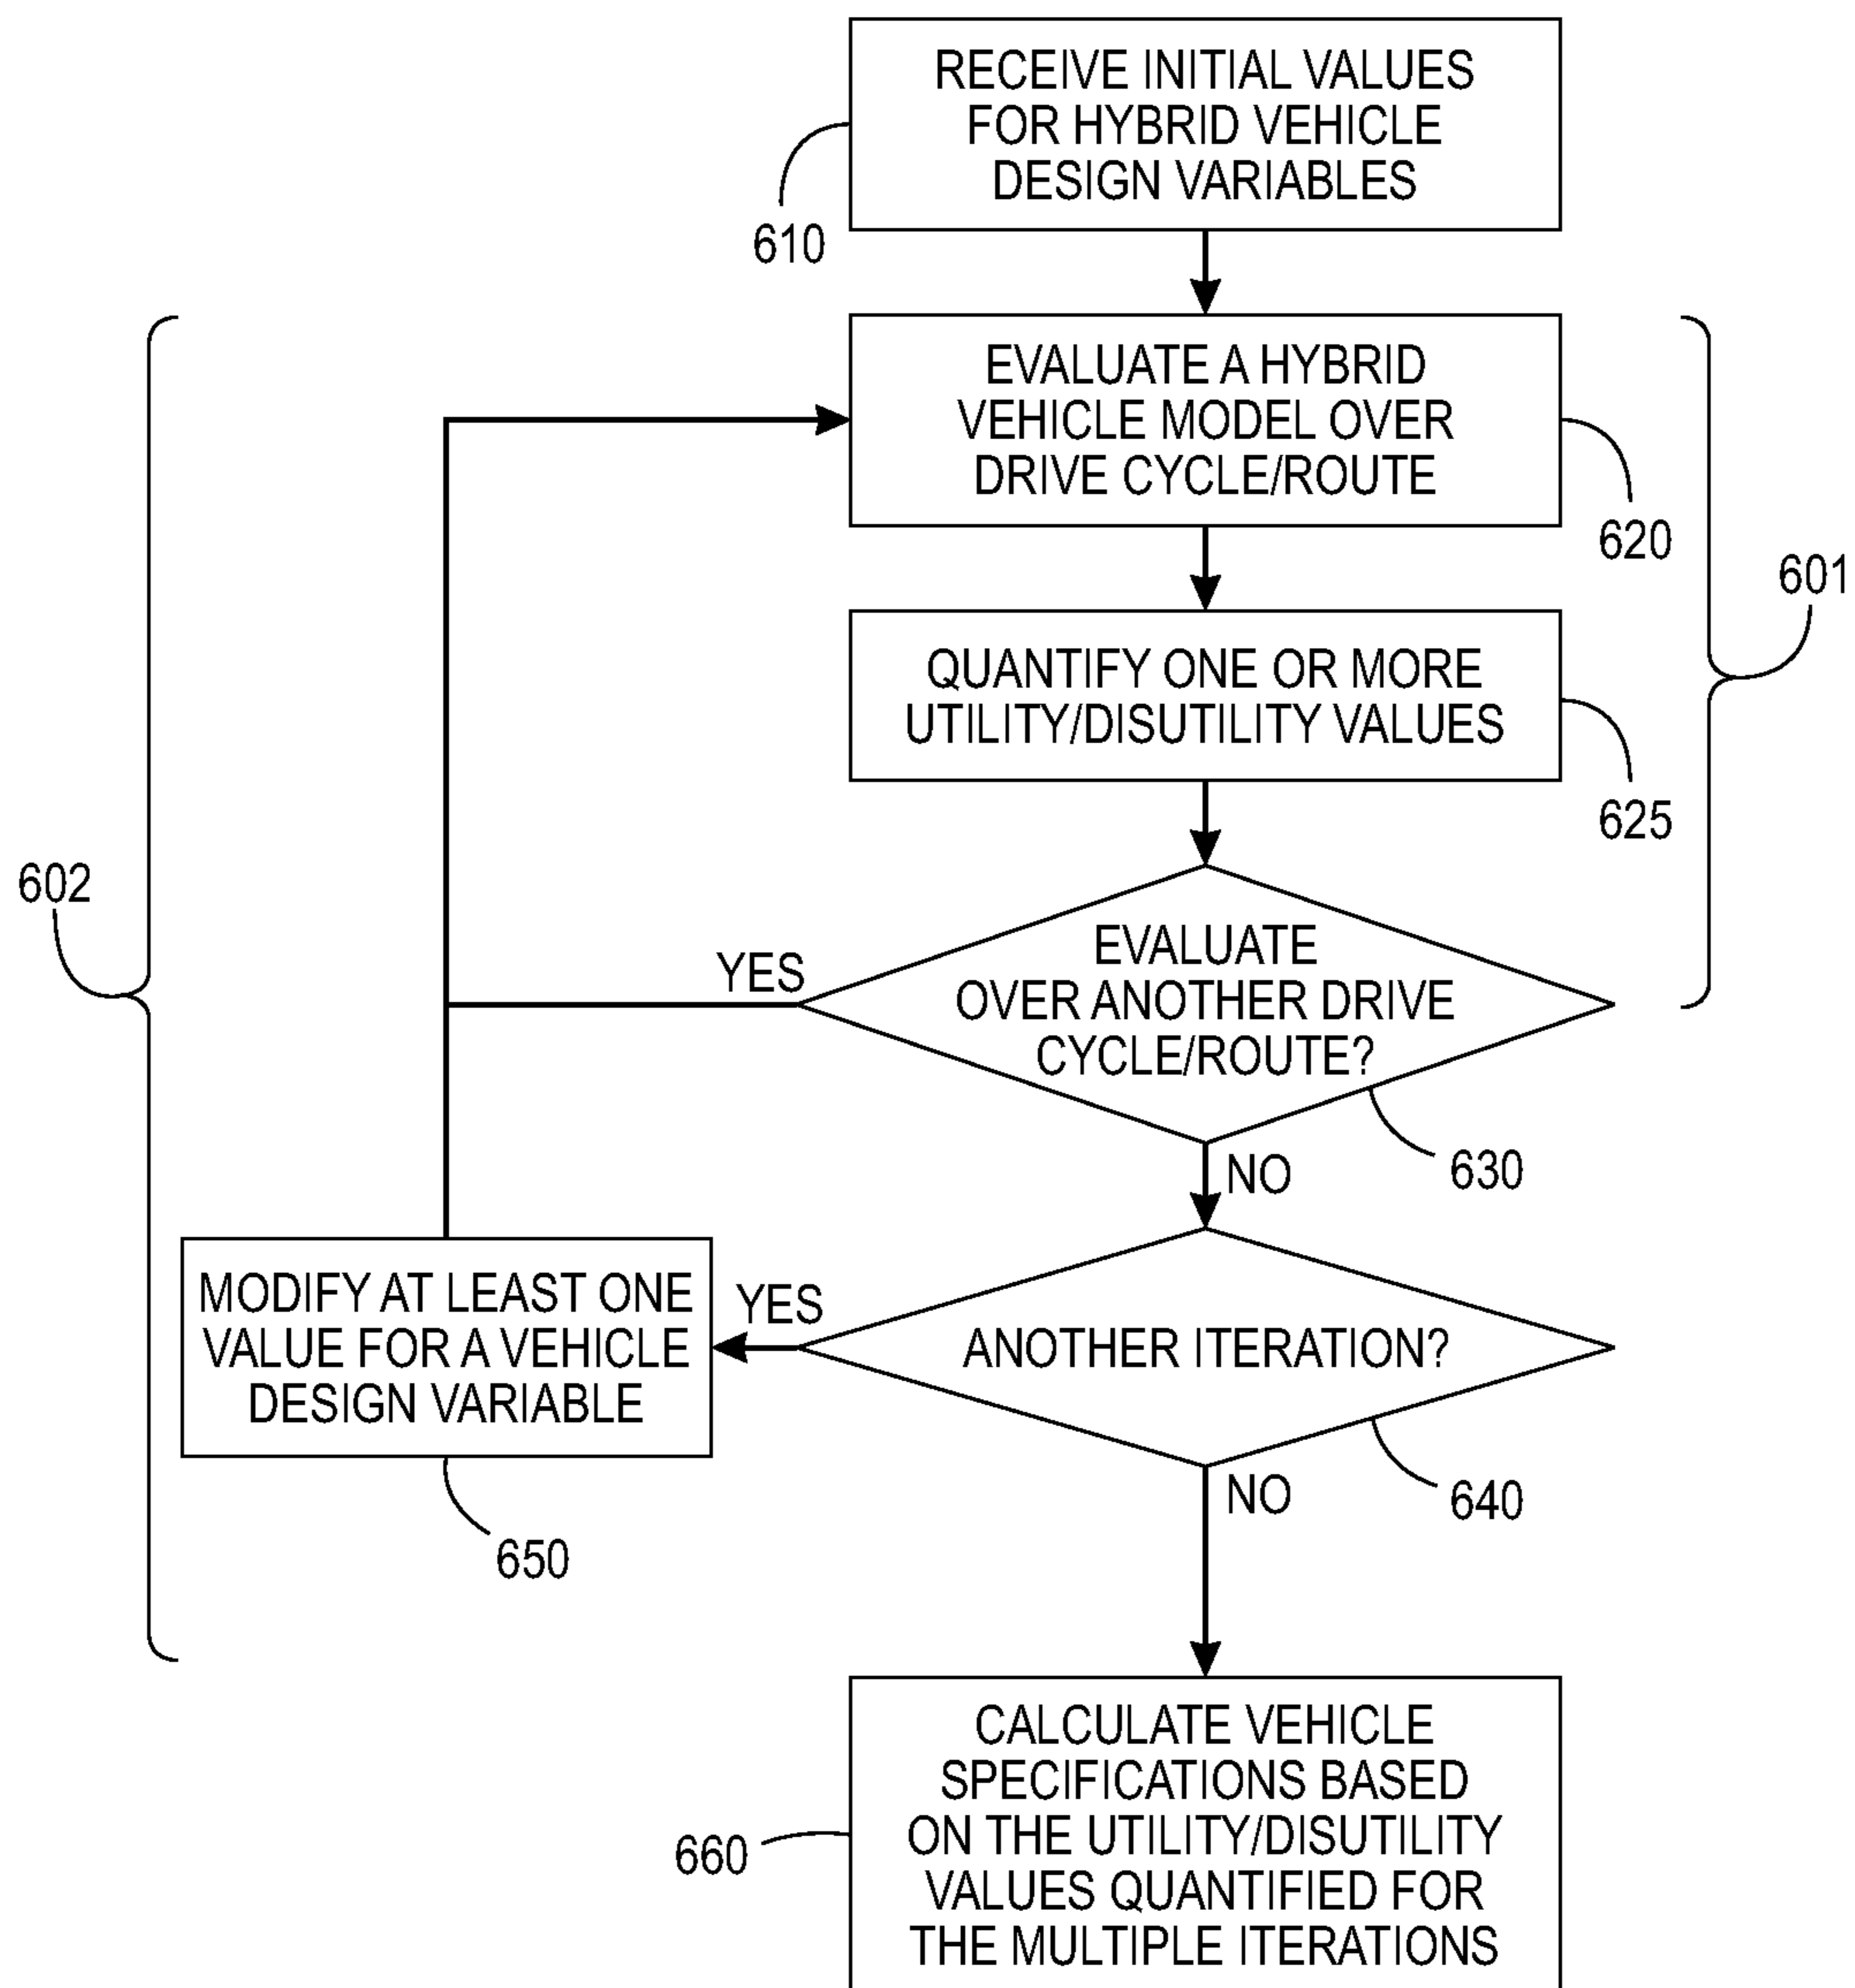 RECEIVE INITIAL VALUES
FOR HYBRID VEHICLE
DESIGN VARIABLES
610
EVALUATE A HYBRID
VEHICLE MODEL OVER
DRIVE CYCLE/ROUTE
620
601
QUANTIFY ONE OR MORE
UTILITY/DISUTILITY VALUES
625
602
EVALUATE
OVER ANOTHER DRIVE
CYCLE/ROUTE?
YES
630
NO
MODIFY AT LEAST ONE
VALUE FOR A VEHICLE
DESIGN VARIABLE
YES
ANOTHER ITERATION?
640
NO
650
CALCULATE VEHICLE
SPECIFICATIONS BASED
ON THE UTILITY/DISUTILITY
VALUES QUANTIFIED FOR
THE MULTIPLE ITERATIONS
660